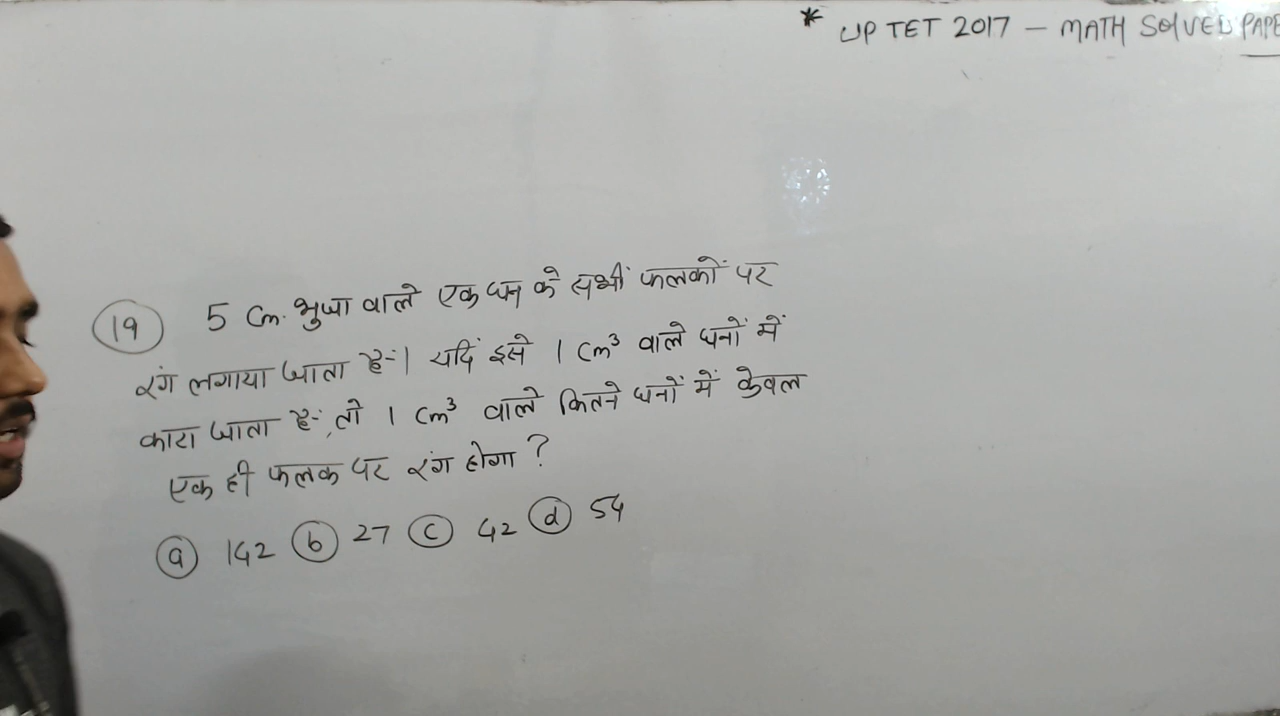 * UP TET 2017 - MATH SOLVED PAPE
19 5 Cm. भुजा वाले एक घन के सभी फलकों पर
रंग लगाया जाता है। यदि इसे 1 Cm³ वाले घनों में
काटा जाता है, तो 1 Cm³ वाले कितने घनों में केवल
एक ही फलक पर रंग होगा ?
a 142 b 27 c 42 d 54